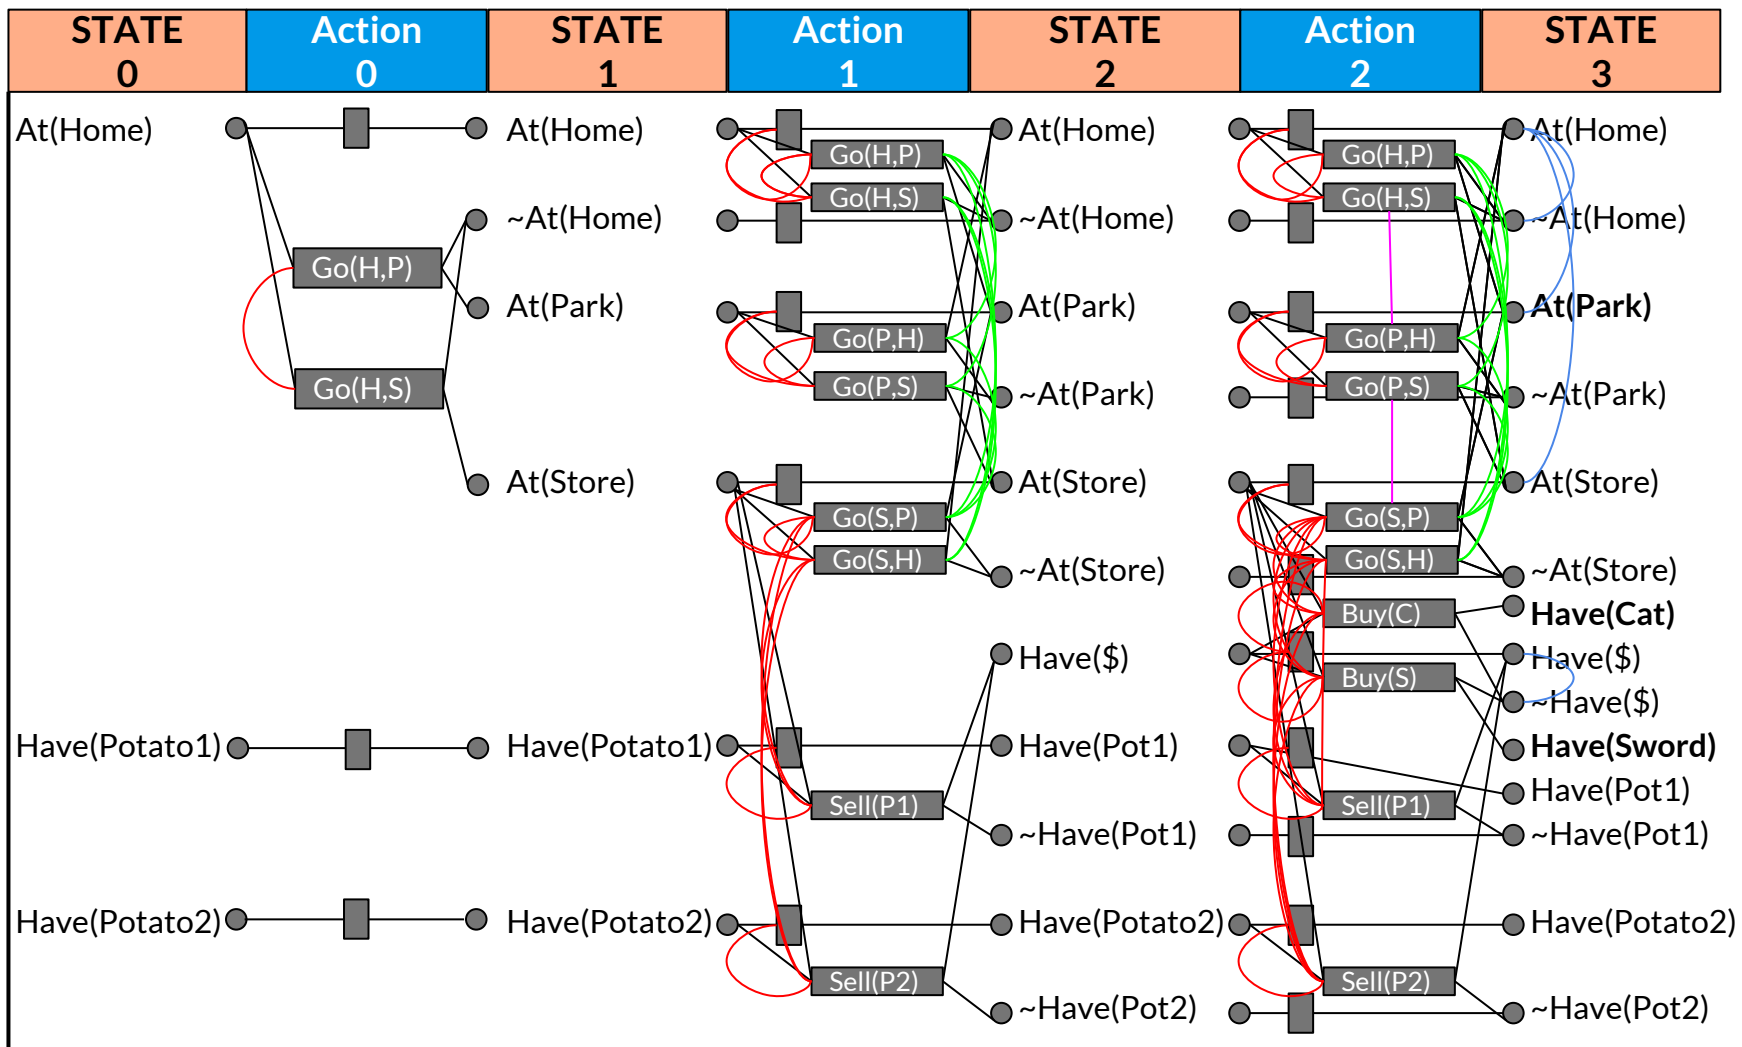 STATE
0
Action
0
STATE
1
Action
1
STATE
2
Action
2
STATE
3
At(Home)
Have(Potato1)
Have(Potato2)
Go(H,P)
Go(H,S)
At(Home)
~At(Home)
At(Park)
At(Store)
Have(Potato1)
Have(Potato2)
Go(H,P)
Go(H,S)
Go(P,H)
Go(P,S)
Go(S,P)
Go(S,H)
Sell(P1)
Sell(P2)
At(Home)
~At(Home)
At(Park)
~At(Park)
At(Store)
~At(Store)
Have($)
Have(Pot1)
~Have(Pot1)
Have(Potato2)
~Have(Pot2)
Go(H,P)
Go(H,S)
Go(P,H)
Go(P,S)
Go(S,P)
Go(S,H)
Buy(C)
Buy(S)
Sell(P1)
Sell(P2)
At(Home)
~At(Home)
At(Park)
~At(Park)
At(Store)
~At(Store)
Have(Cat)
Have($)
~Have($)
Have(Sword)
Have(Pot1)
~Have(Pot1)
Have(Potato2)
~Have(Pot2)